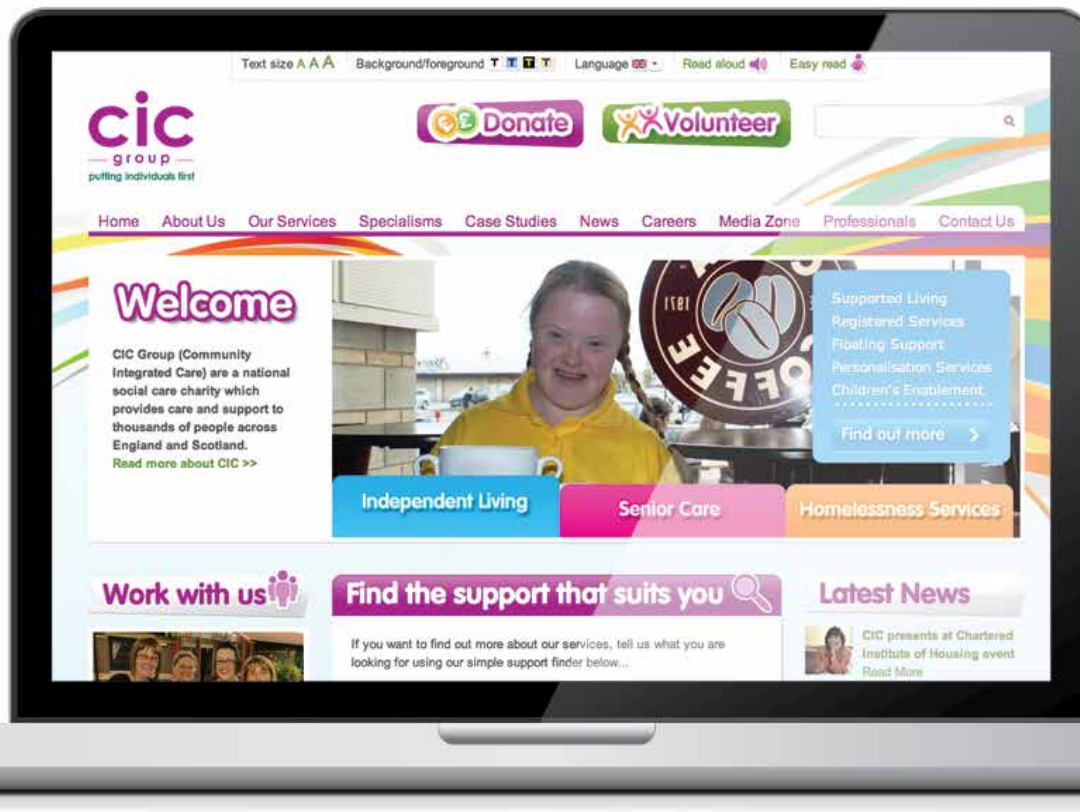 Text size A A A
Background/foreground T T T T
Language
Read aloud
Easy read
cic
group
putting individuals first
Donate
Volunteer
Home
About Us
Our Services
Specialisms
Case Studies
News
Careers
Media Zone
Professionals
Contact Us
Welcome
CIC Group (Community
Integrated Care) are a national
social care charity which
provides care and support to
thousands of people across
England and Scotland.
Read more about CIC >>
1971
COFFEE
Supported Living
Registered Services
Floating Support
Personalisation Services
Children's Enablement
Find out more
Independent Living
Senior Care
Homelessness Services
Work with us
Find the support that suits you
If you want to find out more about our services, tell us what you are
looking for using our simple support finder below...
Latest News
CIC presents at Chartered
Institute of Housing event
Read More